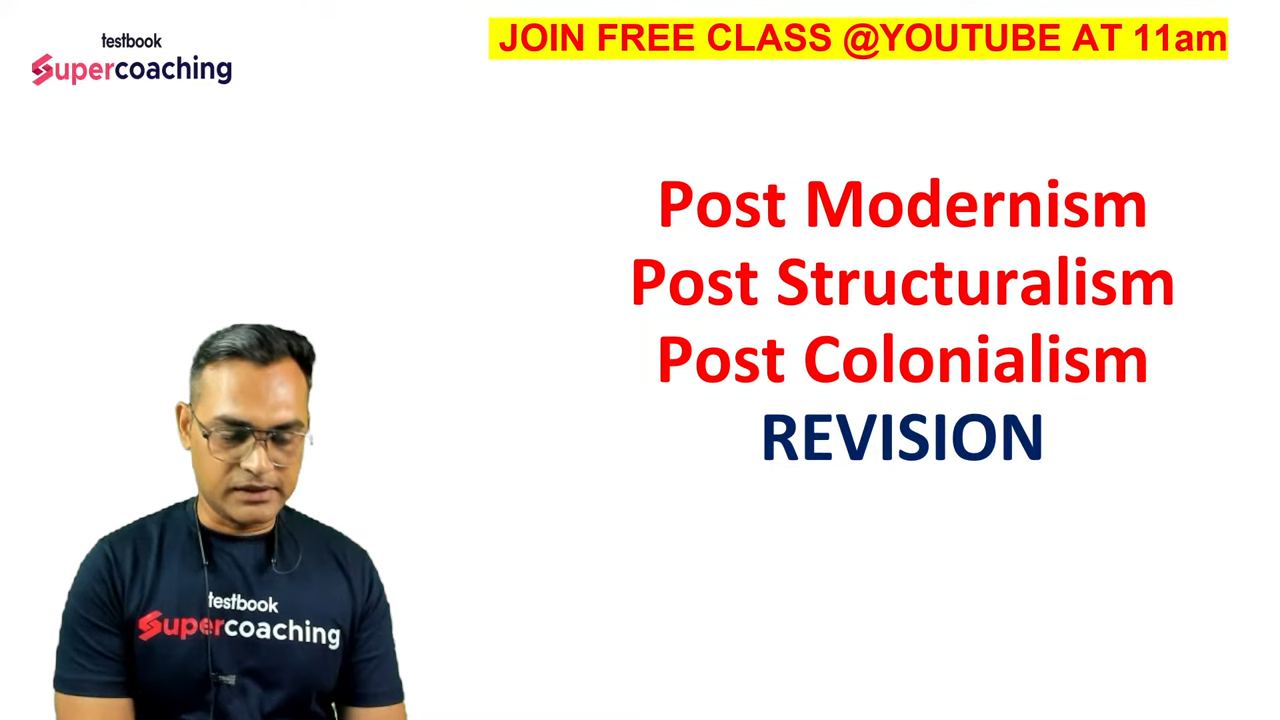 testbook
Supercoaching
JOIN FREE CLASS @YOUTUBE AT 11am
Post Modernism
Post Structuralism
Post Colonialism
REVISION
testbook
Supercoaching